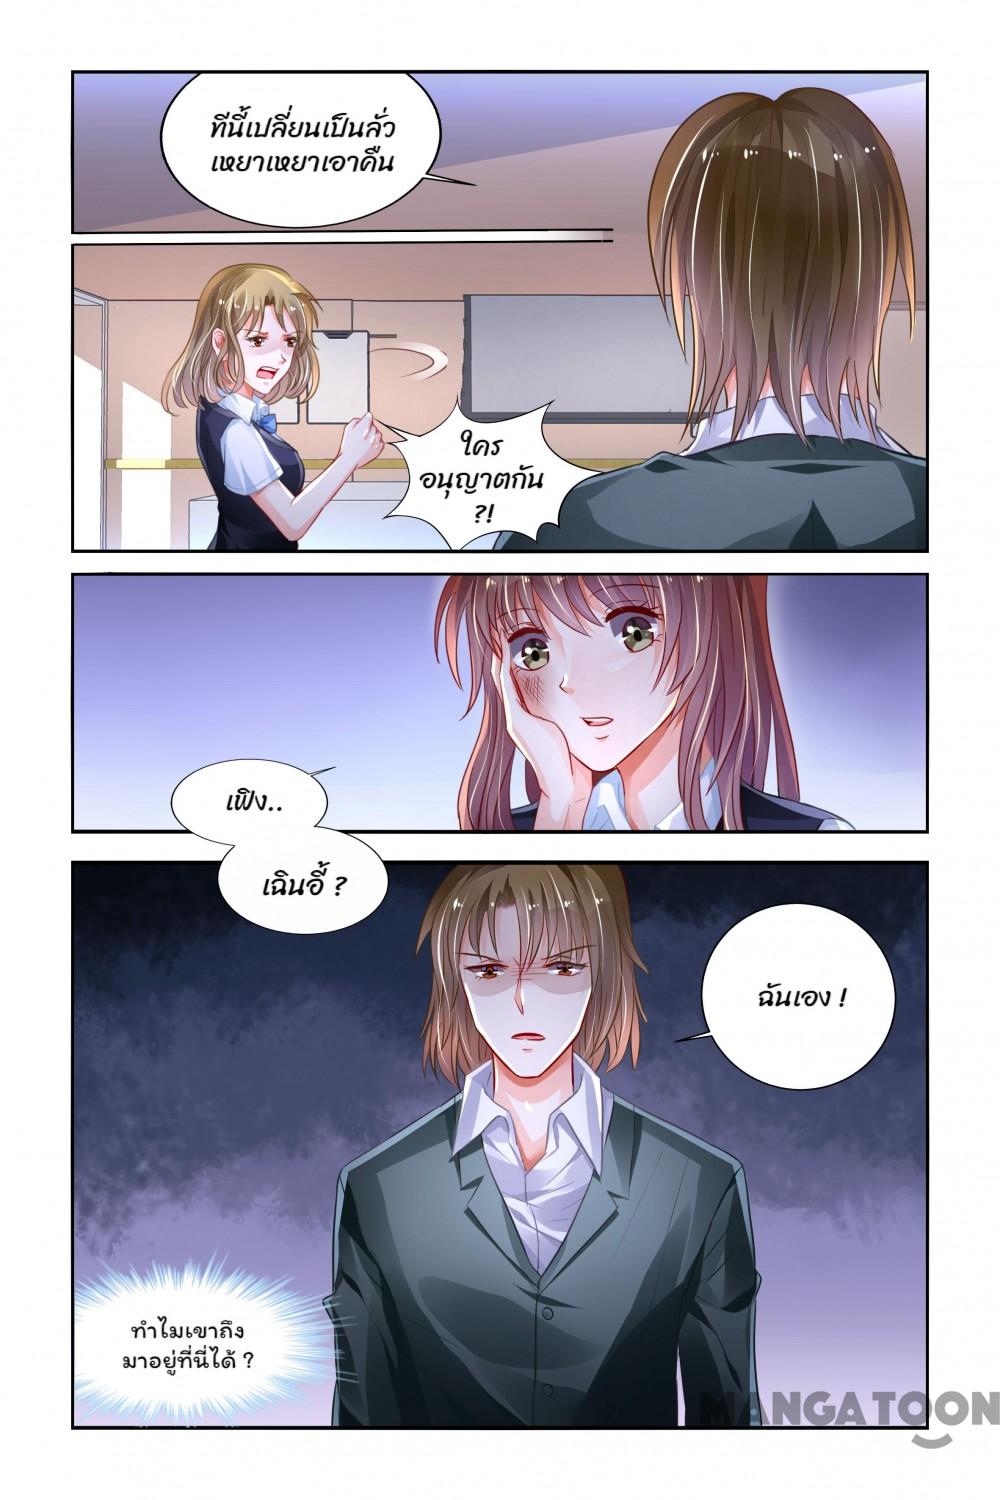 ทีนี้เปลี่ยนเป็นลั่ว
เหยาเหยาเอาคืน
ใคร
อนุญาตกัน
?!
เฟิง..
เฉินอี้ ?
ฉันเอง !
ทำไมเขาถึง
มาอยู่ที่นี่ได้ ?
MANGATOON